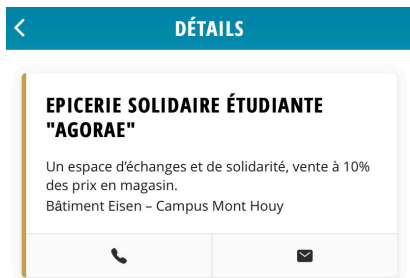 DÉTAILS
EPICERIE SOLIDAIRE ÉTUDIANTE
"AGORAE"
Un espace d'échanges et de solidarité, vente à 10%
des prix en magasin.
Bâtiment Eisen – Campus Mont Houy